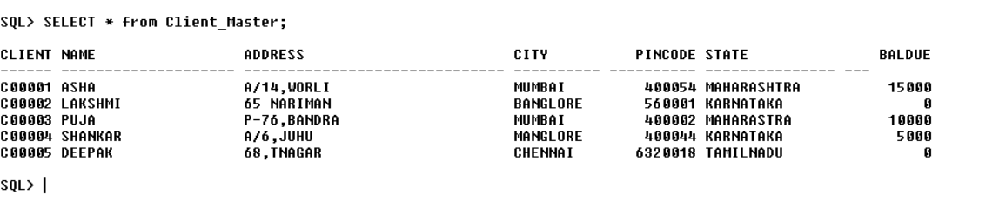 SQL> SELECT * from Client_Master;
CLIENT NAME ADDRESS CITY PINCODE STATE BALDUE
------ -------------------- ------------------------------ ---------- ---------- --------------- ---
C00001 ASHA A/14,WORLI MUMBAI 400054 MAHARASHTRA 15000
C00002 LAKSHMI 65 NARIMAN BANGLORE 560001 KARNATAKA 0
C00003 PUJA P-76,BANDRA MUMBAI 400002 MAHARASTRA 10000
C00004 SHANKAR A/6,JUHU MANGLORE 400044 KARNATAKA 5000
C00005 DEEPAK 68,TNAGAR CHENNAI 6320018 TAMILNADU 0
SQL>